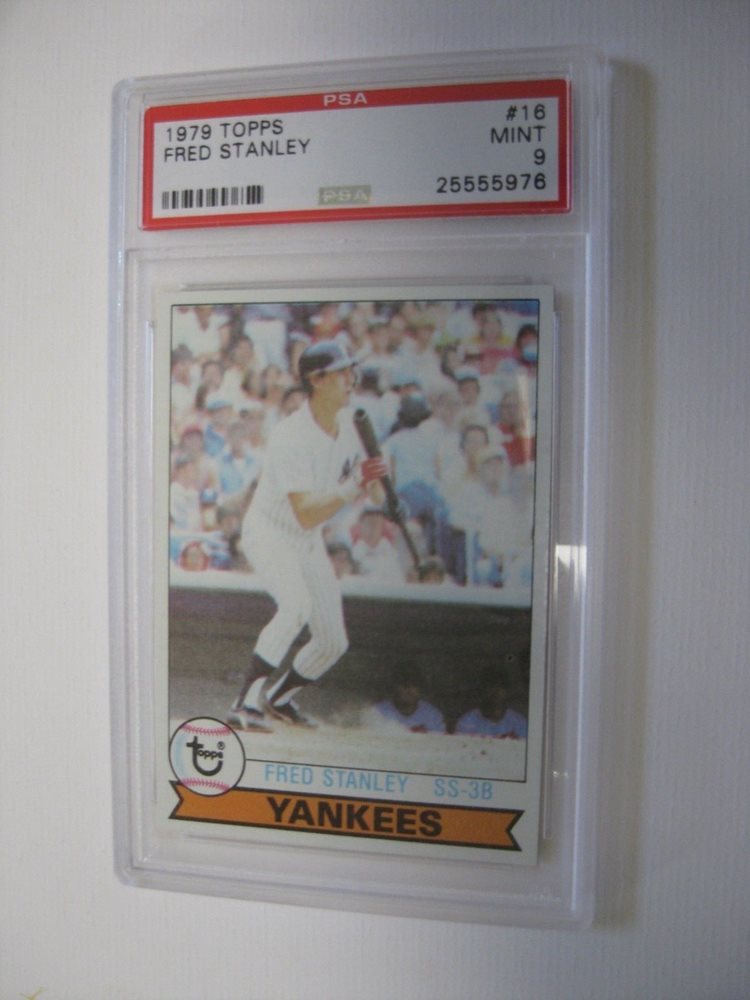 PSA
1979 TOPPS #16
FRED STANLEY MINT
9
PSA 25555976
Topps®
FRED STANLEY SS-3B
YANKEES